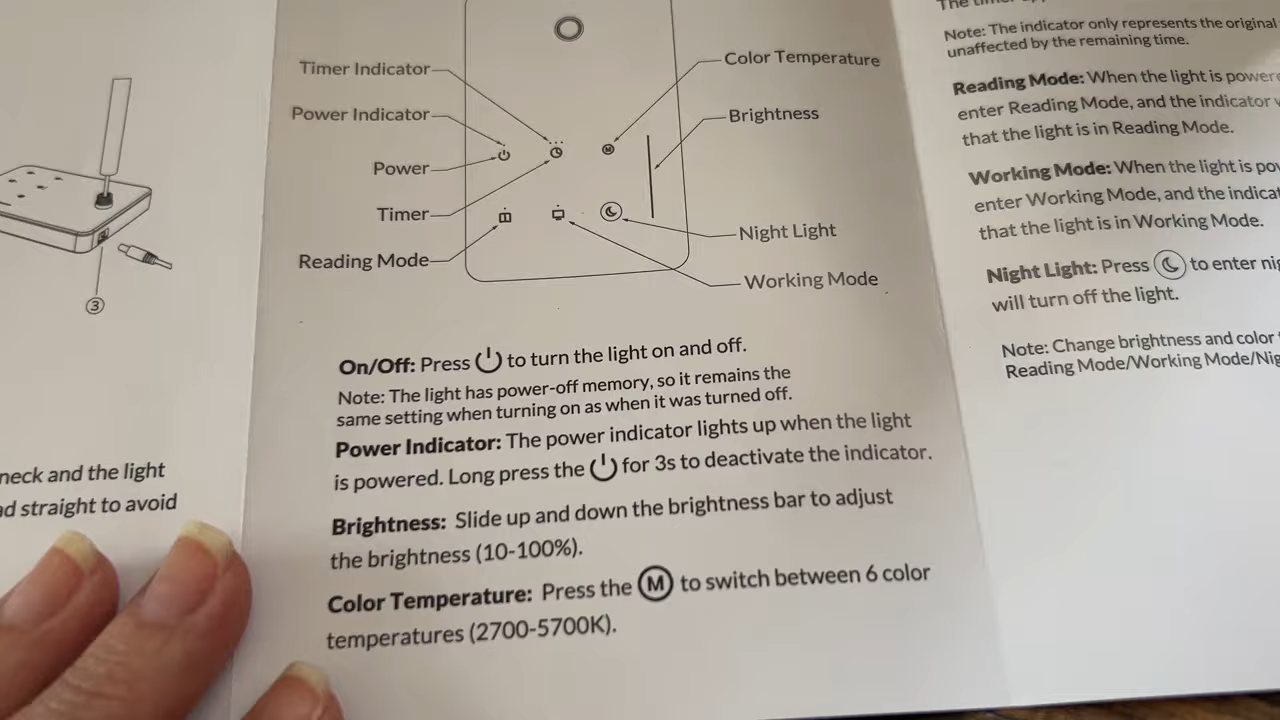 ③
neck and the light
straight to avoid
Timer Indicator
Power Indicator
Power
Timer
Reading Mode
Color Temperature
Brightness
Night Light
Working Mode
M
On/Off: Press to turn the light on and off.
Note: The light has power-off memory, so it remains the
same setting when turning on as when it was turned off.
Power Indicator: The power indicator lights up when the light
is powered. Long press the for 3s to deactivate the indicator.
Brightness: Slide up and down the brightness bar to adjust
the brightness (10-100%).
Color Temperature: Press the M to switch between 6 color
temperatures (2700-5700K).
The
Note: The indicator only represents the original
unaffected by the remaining time.
Reading Mode: When the light is
enter Reading Mode, and the indicator
that the light is in Reading Mode.
Working Mode: When the light is
enter Working Mode, and the
that the light is in Working Mode.
Night Light: Press to enter
will turn off the light.
Note: Change brightness and color
Reading Mode/Working Mode/